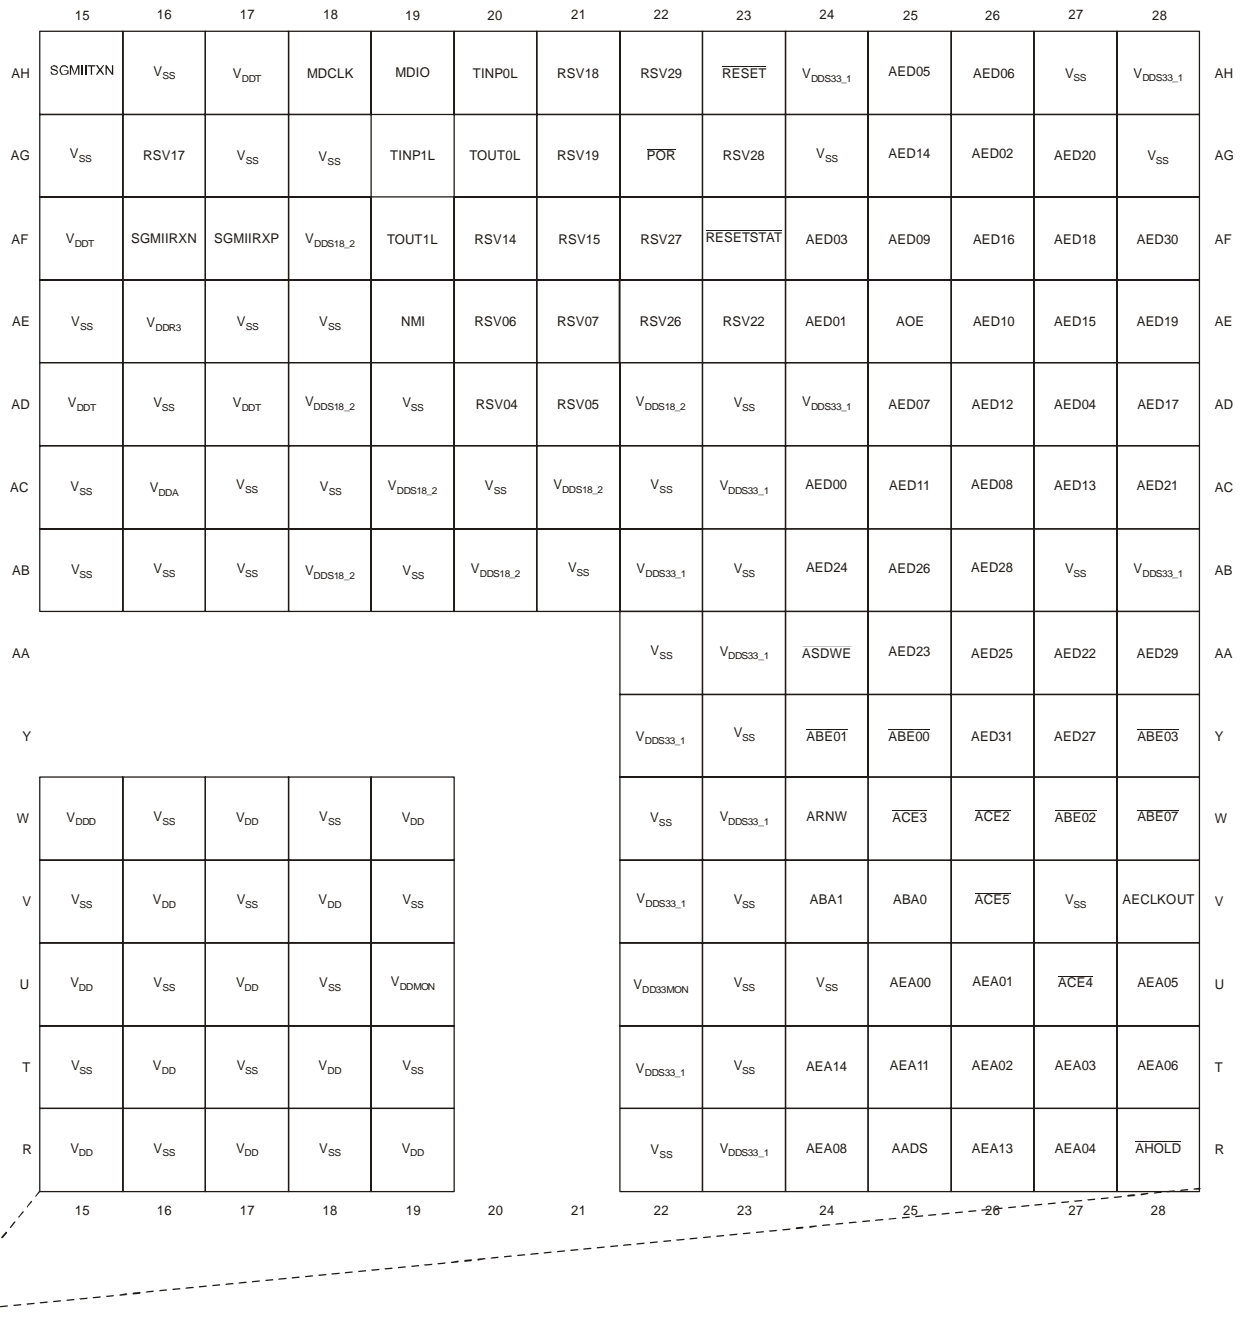 15 16 17 18 19 20 21 22 23 24 25 26 27 28
AH SGMIITXN VSS VDDT MDCLK MDIO TINP0L RSV18 RSV29 RESET VDDS33_1 AED05 AED06 VSS VDDS33_1 AH
AG VSS RSV17 VSS VSS TINP1L TOUT0L RSV19 POR RSV28 VSS AED14 AED02 AED20 VSS AG
AF VDDT SGMIIRXN SGMIIRXP VDDS18_2 TOUT1L RSV14 RSV15 RSV27 RESETSTAT AED03 AED09 AED16 AED18 AED30 AF
AE VSS VDDR3 VSS VSS NMI RSV06 RSV07 RSV26 RSV22 AED01 AOE AED10 AED15 AED19 AE
AD VDDT VSS VDDT VDDS18_2 VSS RSV04 RSV05 VDDS18_2 VSS VDDS33_1 AED07 AED12 AED04 AED17 AD
AC VSS VDDA VSS VSS VDDS18_2 VSS VDDS18_2 VSS VDDS33_1 AED00 AED11 AED08 AED13 AED21 AC
AB VSS VSS VSS VDDS18_2 VSS VDDS18_2 VSS VDDS33_1 VSS AED24 AED26 AED28 VSS VDDS33_1 AB
AA VSS VDDS33_1 ASDWE AED23 AED25 AED22 AED29 AA
Y VDDS33_1 VSS ABE01 ABE00 AED31 AED27 ABE03 Y
W VDDD VSS VDD VSS VDD VSS VDDS33_1 ARNW ACE3 ACE2 ABE02 ABE07 W
V VSS VDD VSS VDD VSS VDDS33_1 VSS ABA1 ABA0 ACE5 VSS AECLKOUT V
U VDD VSS VDD VSS VDDMON VDD33MON VSS VSS AEA00 AEA01 ACE4 AEA05 U
T VSS VDD VSS VDD VSS VDDS33_1 VSS AEA14 AEA11 AEA02 AEA03 AEA06 T
R VDD VSS VDD VSS VDD VSS VDDS33_1 AEA08 AADS AEA13 AEA04 AHOLD R
15 16 17 18 19 20 21 22 23 24 25 26 27 28